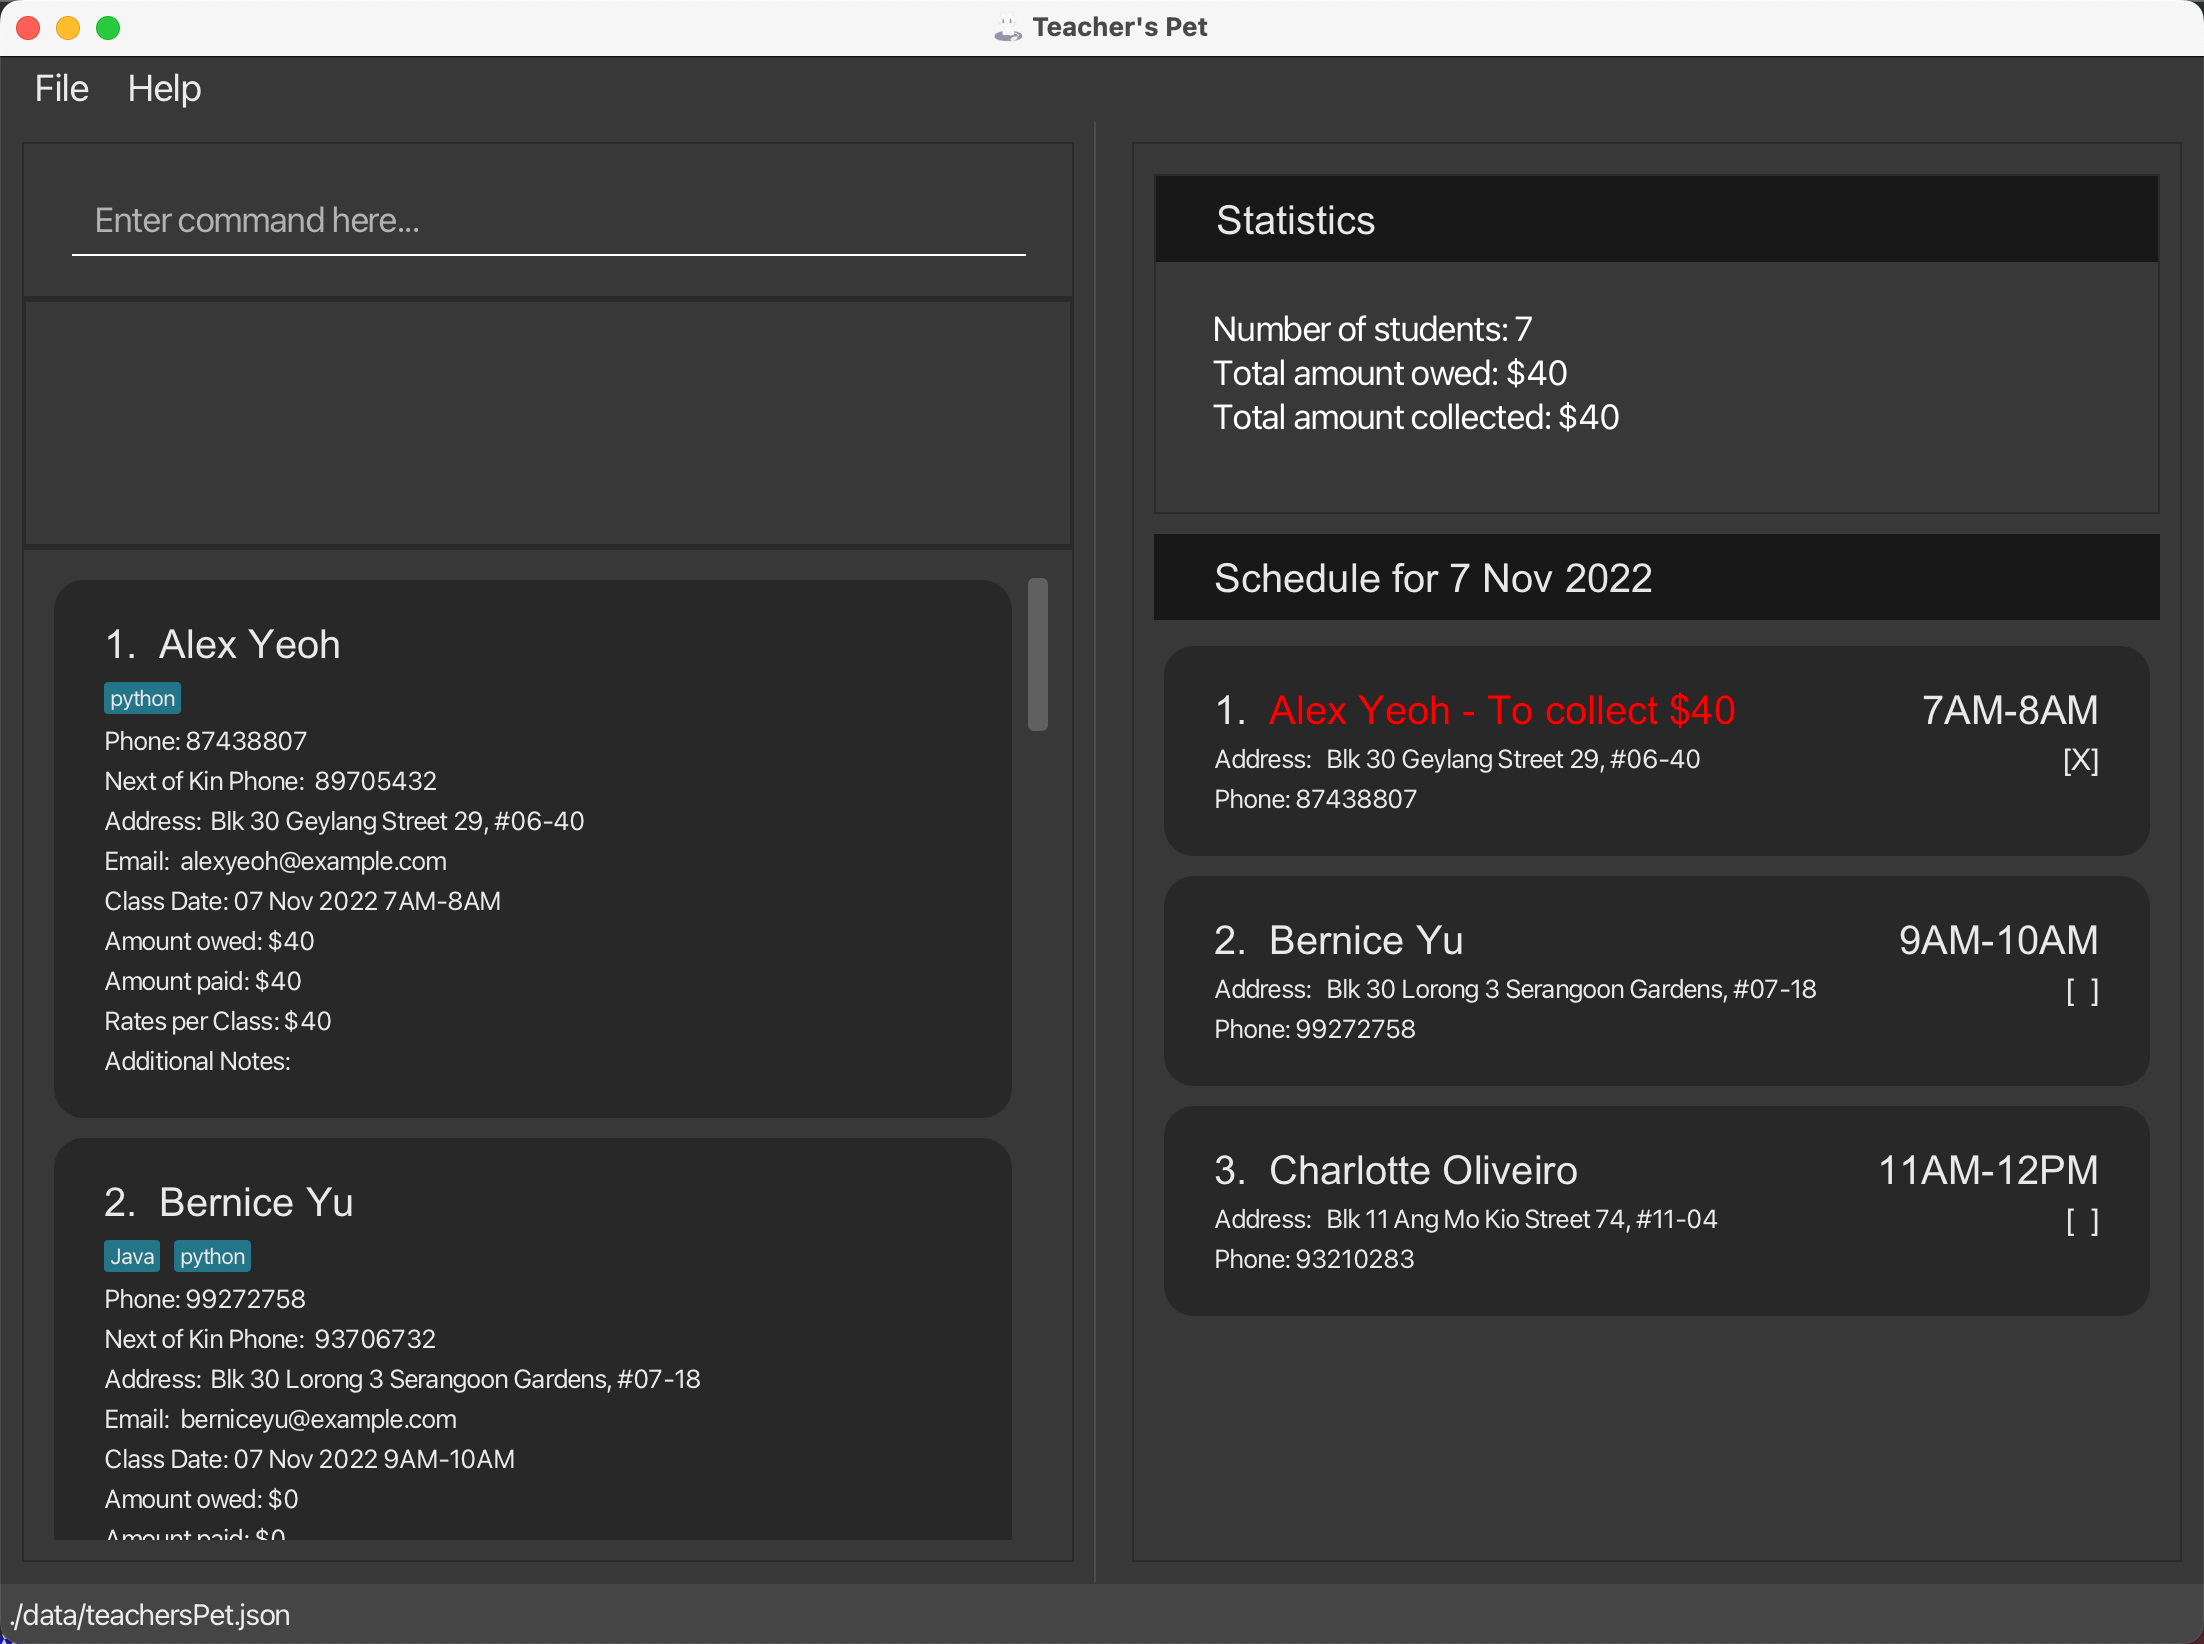 Teacher's Pet
File Help
Enter command here...
1. Alex Yeoh
python
Phone: 87438807
Next of Kin Phone: 89705432
Address: Blk 30 Geylang Street 29, #06-40
Email: alexyeoh@example.com
Class Date: 07 Nov 2022 7AM-8AM
Amount owed: $40
Amount paid: $40
Rates per Class: $40
Additional Notes:
2. Bernice Yu
Java python
Phone: 99272758
Next of Kin Phone: 93706732
Address: Blk 30 Lorong 3 Serangoon Gardens, #07-18
Email: berniceyu@example.com
Class Date: 07 Nov 2022 9AM-10AM
Amount owed: $0
Amount paid: $0
Statistics
Number of students: 7
Total amount owed: $40
Total amount collected: $40
Schedule for 7 Nov 2022
1. Alex Yeoh - To collect $40 7AM-8AM
Address: Blk 30 Geylang Street 29, #06-40 [X]
Phone: 87438807
2. Bernice Yu 9AM-10AM
Address: Blk 30 Lorong 3 Serangoon Gardens, #07-18 [ ]
Phone: 99272758
3. Charlotte Oliveiro 11AM-12PM
Address: Blk 11 Ang Mo Kio Street 74, #11-04 [ ]
Phone: 93210283
./data/teachersPet.json